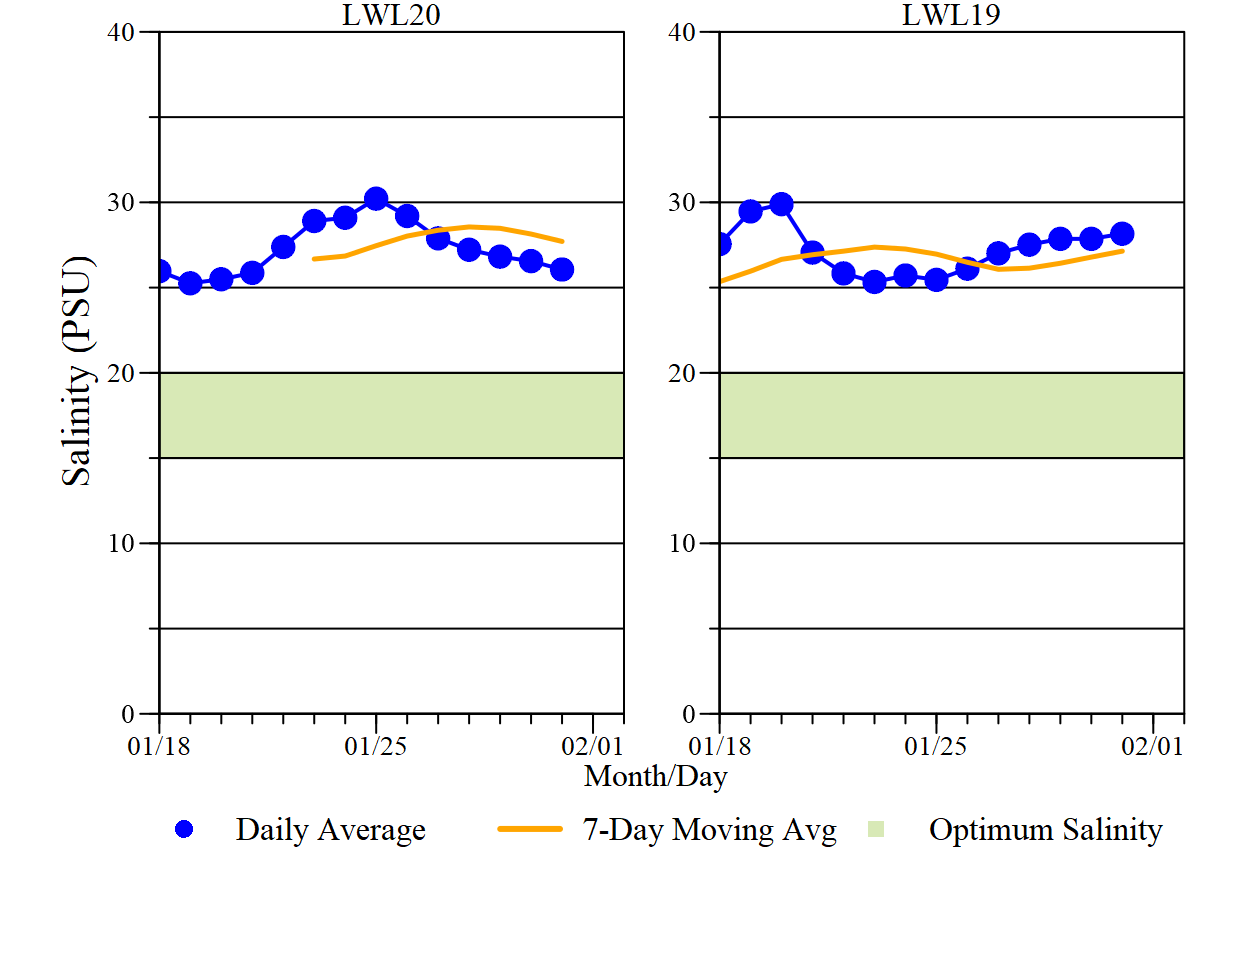 LWL20
LWL19
40
30
20
10
0
40
30
20
10
0
Salinity (PSU)
01/18
01/25
02/01
01/18
01/25
02/01
Month/Day
Daily Average
7-Day Moving Avg
Optimum Salinity